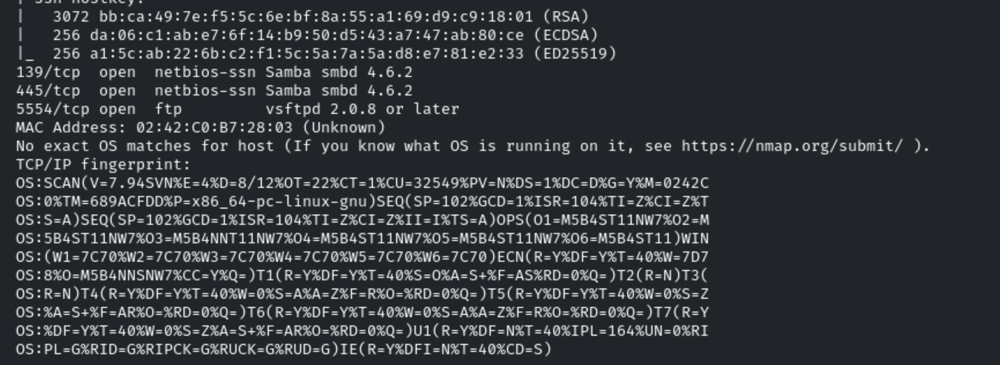 | ssh-hostkey:
|   3072 bb:ca:49:7e:f5:5c:6e:bf:8a:55:a1:69:d9:c9:18:01 (RSA)
|   256 da:06:c1:ab:e7:6f:14:b9:50:d5:43:a7:47:ab:80:ce (ECDSA)
|_  256 a1:5c:ab:22:6b:c2:f1:5c:5a:7a:5a:d8:e7:81:e2:33 (ED25519)
139/tcp  open  netbios-ssn Samba smbd 4.6.2
445/tcp  open  netbios-ssn Samba smbd 4.6.2
5554/tcp open  ftp         vsftpd 2.0.8 or later
MAC Address: 02:42:C0:B7:28:03 (Unknown)
No exact OS matches for host (If you know what OS is running on it, see https://nmap.org/submit/ ).
TCP/IP fingerprint:
OS:SCAN(V=7.94SVN%E=4%D=8/12%OT=22%CT=1%CU=32549%PV=N%DS=1%DC=D%G=Y%M=0242C
OS:0%TM=689ACFDD%P=x86_64-pc-linux-gnu)SEQ(SP=102%GCD=1%ISR=104%TI=Z%CI=Z%T
OS:S=A)SEQ(SP=102%GCD=1%ISR=104%TI=Z%CI=Z%II=I%TS=A)OPS(O1=M5B4ST11NW7%O2=M
OS:5B4ST11NW7%O3=M5B4NNT11NW7%O4=M5B4ST11NW7%O5=M5B4ST11NW7%O6=M5B4ST11)WIN
OS:(W1=7C70%W2=7C70%W3=7C70%W4=7C70%W5=7C70%W6=7C70)ECN(R=Y%DF=Y%T=40%W=7D7
OS:8%O=M5B4NNSNW7%CC=Y%Q=)T1(R=Y%DF=Y%T=40%S=O%A=S+%F=AS%RD=0%Q=)T2(R=N)T3(
OS:R=N)T4(R=Y%DF=Y%T=40%W=0%S=A%A=Z%F=R%O=%RD=0%Q=)T5(R=Y%DF=Y%T=40%W=0%S=Z
OS:%A=S+%F=AR%O=%RD=0%Q=)T6(R=Y%DF=Y%T=40%W=0%S=A%A=Z%F=R%O=%RD=0%Q=)T7(R=Y
OS:%DF=Y%T=40%W=0%S=Z%A=S+%F=AR%O=%RD=0%Q=)U1(R=Y%DF=N%T=40%IPL=164%UN=0%RI
OS:PL=G%RID=G%RIPCK=G%RUCK=G%RUD=G)IE(R=Y%DFI=N%T=40%CD=S)